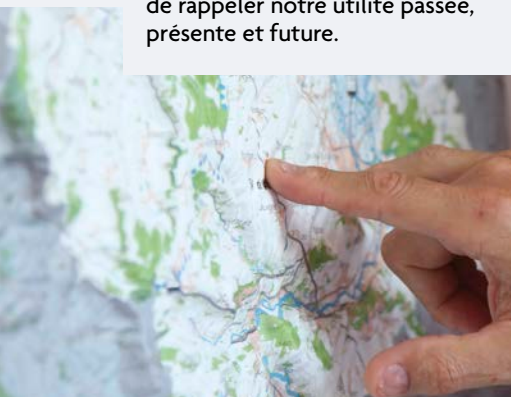 de rappeler notre utilité passée,
présente et future.